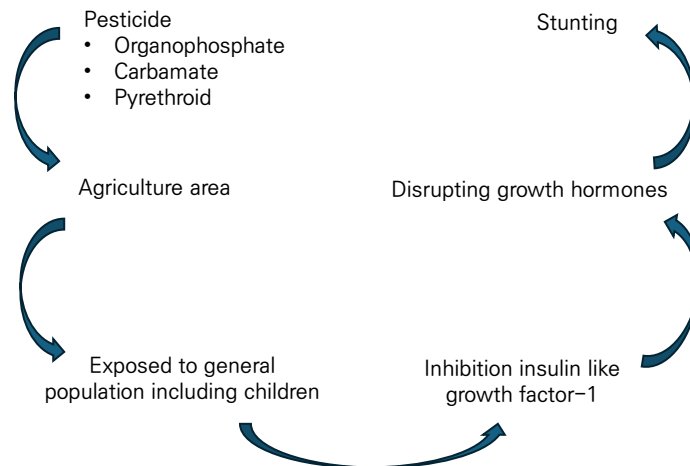 Pesticide
• Organophosphate
• Carbamate
• Pyrethroid
Agriculture area
Exposed to general
population including children
Inhibition insulin like
growth factor−1
Disrupting growth hormones
Stunting